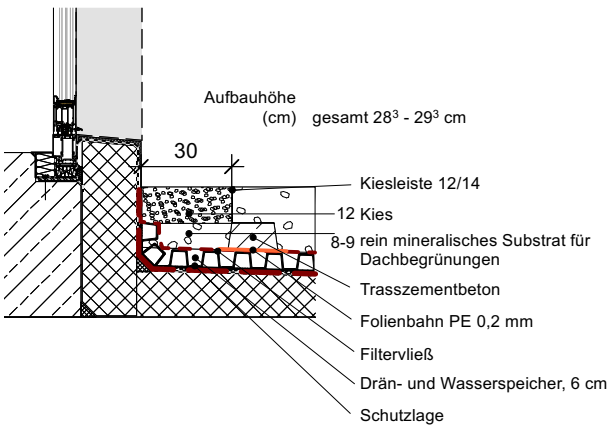 Aufbauhöhe
(cm) gesamt 28³ - 29³ cm
30
Kiesleiste 12/14
12 Kies
8-9 rein mineralisches Substrat für
Dachbegrünungen
Trasszementbeton
Folienbahn PE 0,2 mm
Filtervließ
Drän- und Wasserspeicher, 6 cm
Schutzlage